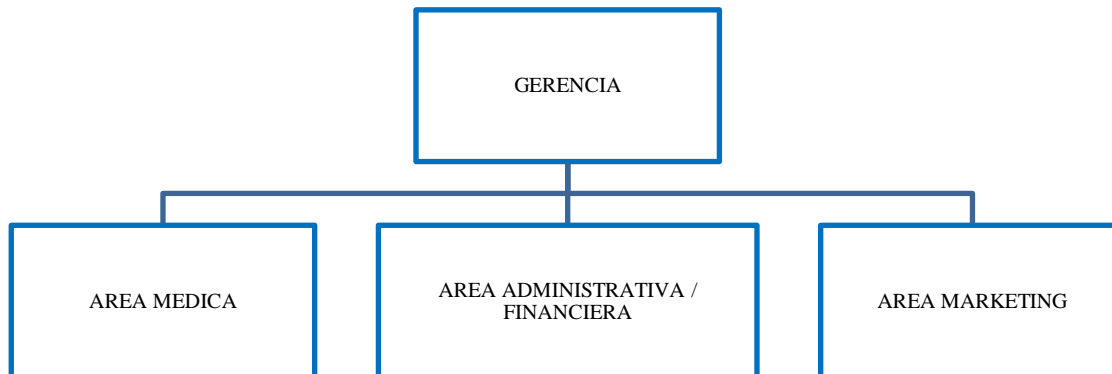 GERENCIA
AREA MEDICA
AREA ADMINISTRATIVA /
FINANCIERA
AREA MARKETING